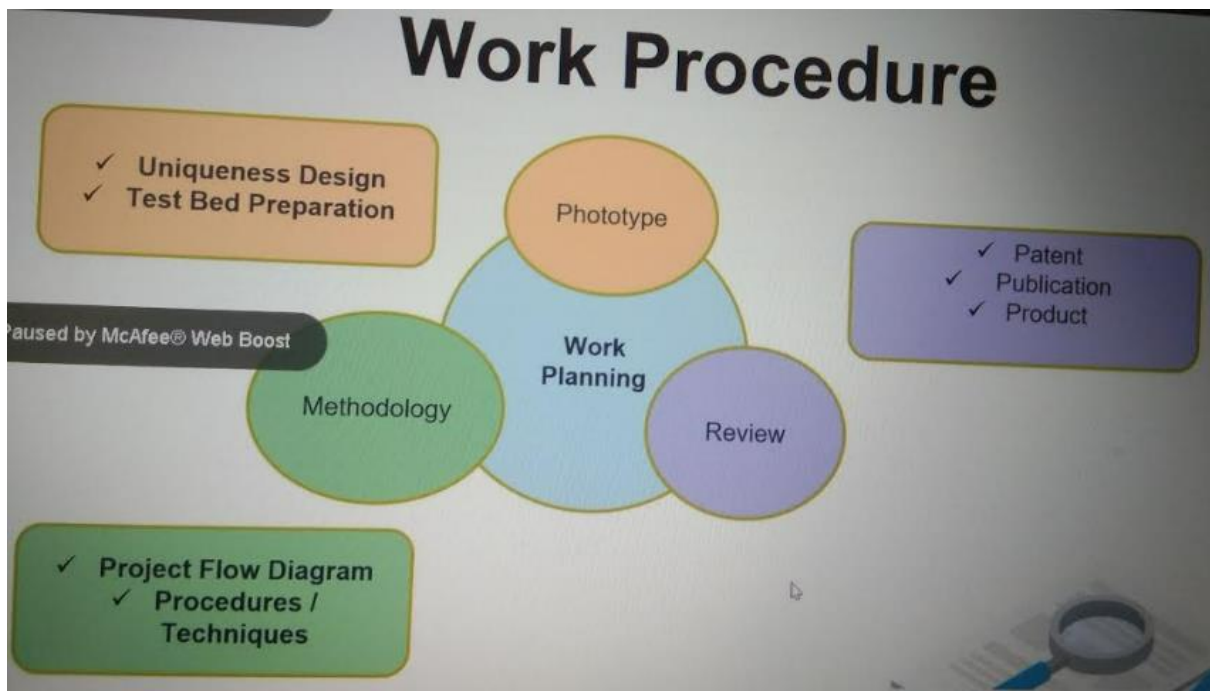 Work Procedure
✓ Uniqueness Design
✓ Test Bed Preparation
Phototype
✓ Patent
✓ Publication
✓ Product
Paused by McAfee® Web Boost
Work
Planning
Methodology
Review
✓ Project Flow Diagram
✓ Procedures /
Techniques